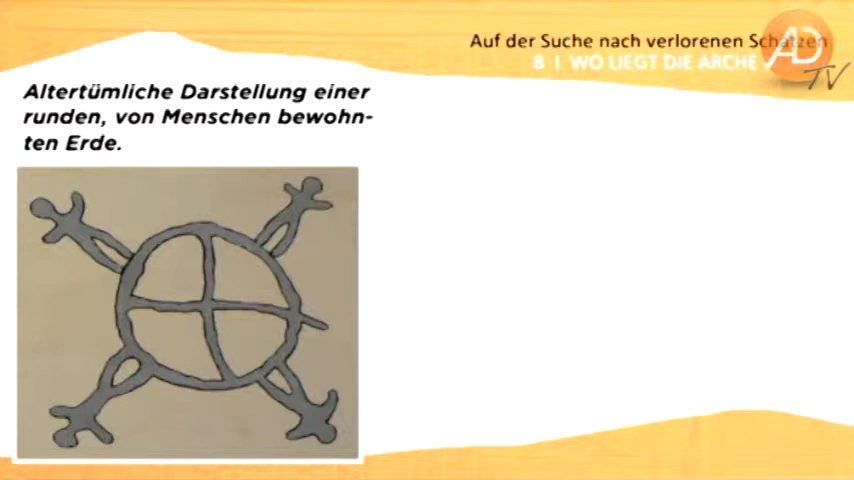 Auf der Suche nach verlorenen Schätzen
8 | WO LIEGT DIE ARCHE
AD
TV
Altertümliche Darstellung einer
runden, von Menschen bewohn-
ten Erde.